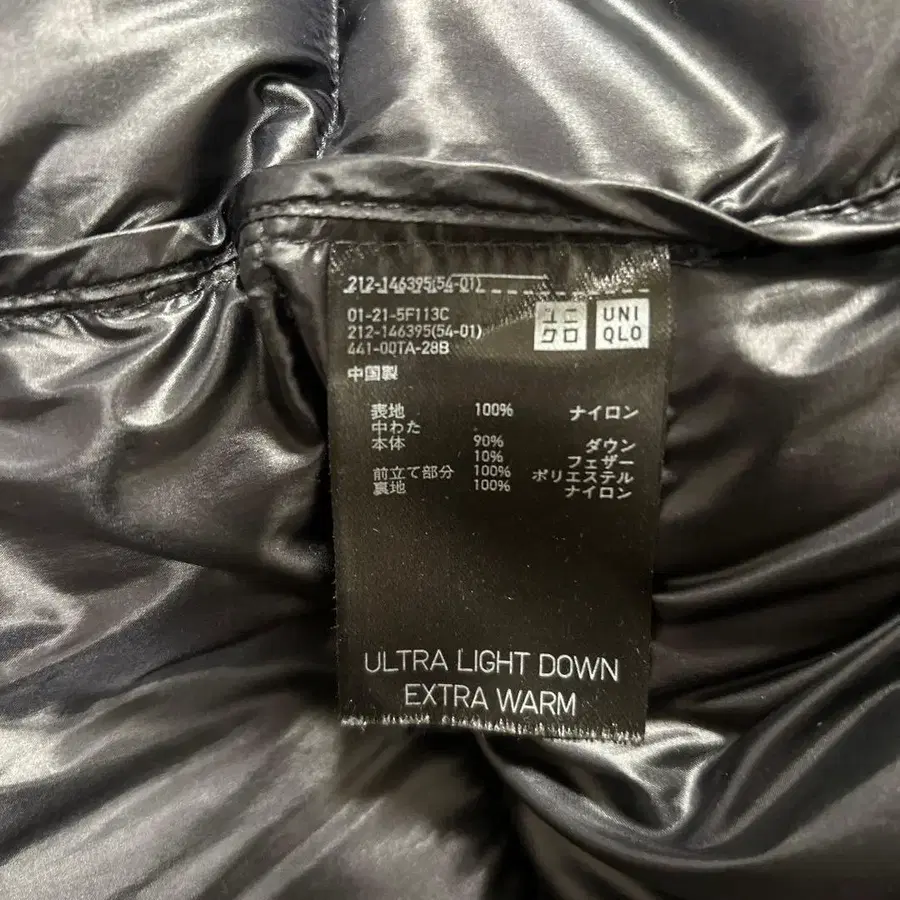 212-146395(54-01)
ユニクロ UNIQLO
01-21-5F113C
212-146395(54-01)
441-00TA-28B
中国製
表地 100% ナイロン
中わた
本体 90% ダウン
10% フェザー
前立て部分 100% ポリエステル
裏地 100% ナイロン
ULTRA LIGHT DOWN
EXTRA WARM